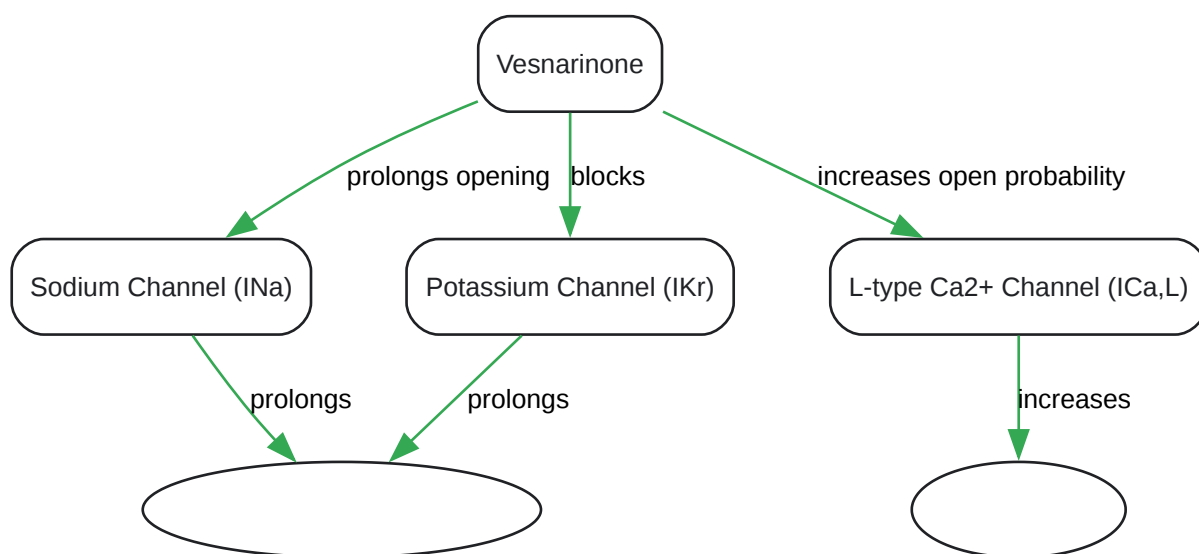 Vesnarinone
prolongs opening
blocks
increases open probability
Sodium Channel (INa)
Potassium Channel (IKr)
L-type Ca2+ Channel (ICa,L)
prolongs
prolongs
increases